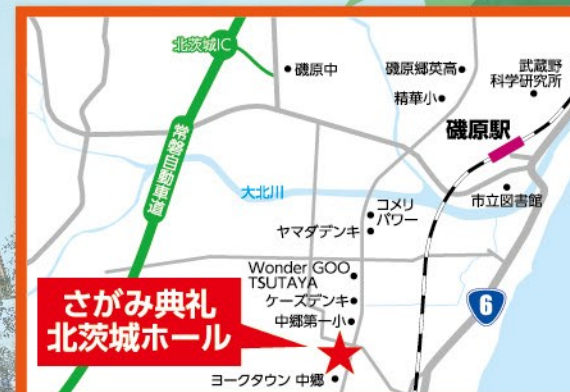 北茨城IC
磯原中
磯原郷英高
精華小
武蔵野
科学研究所
磯原駅
常磐自動車道
大北川
市立図書館
コメリ
パワー
ヤマダデンキ
Wonder GOO
TSUTAYA
ケーズデンキ
中郷第一小
6
さがみ典礼
北茨城ホール
ヨークタウン 中郷